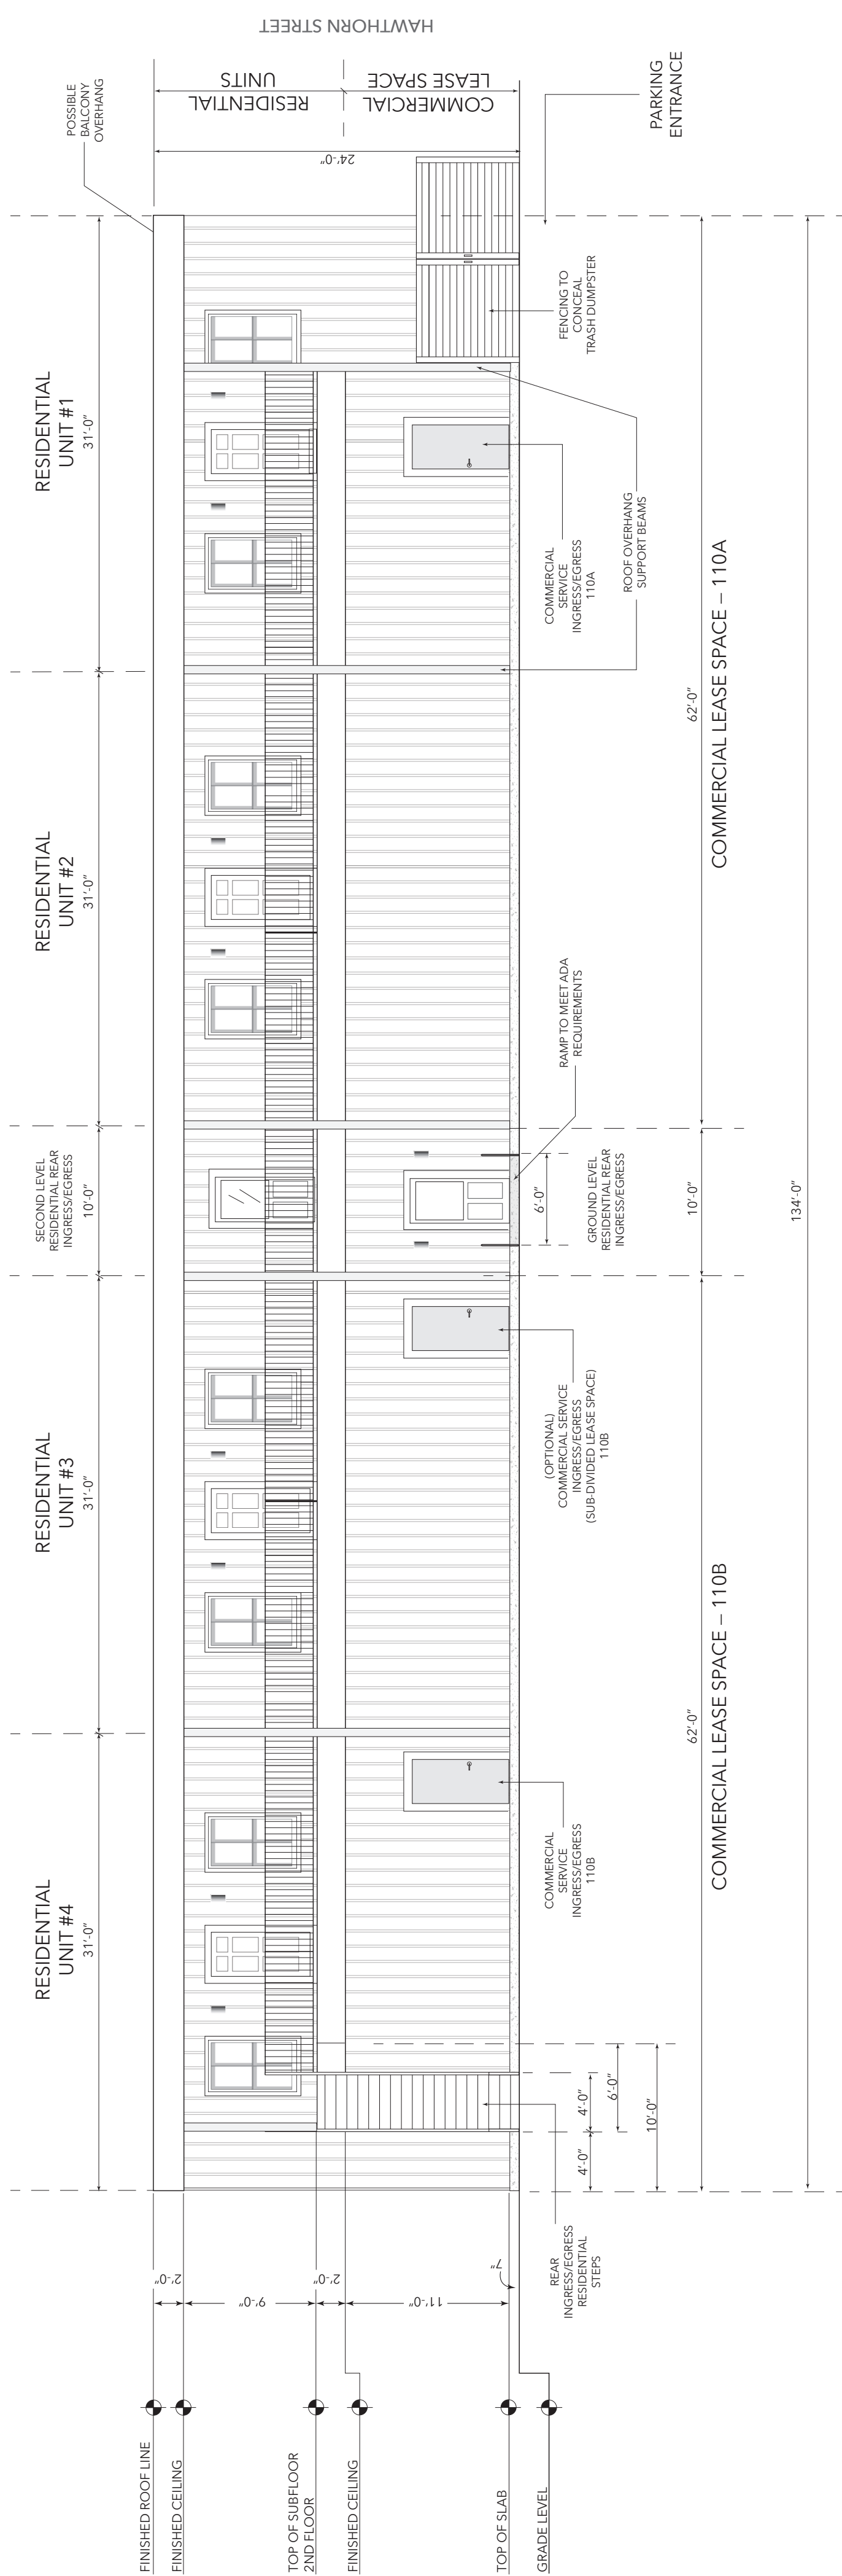 FINISHED ROOF LINE
FINISHED CEILING
TOP OF SUBFLOOR
2ND FLOOR
FINISHED CEILING
TOP OF SLAB
GRADE LEVEL
2'-0"
9'-0"
2'-0"
11'-0"
7"
RESIDENTIAL
UNIT #4
31'-0"
RESIDENTIAL
UNIT #3
31'-0"
SECOND LEVEL
RESIDENTIAL REAR
INGRESS/EGRESS
10'-0"
RESIDENTIAL
UNIT #2
31'-0"
RESIDENTIAL
UNIT #1
31'-0"
POSSIBLE
BALCONY
OVERHANG
RESIDENTIAL
UNITS
COMMERCIAL
LEASE SPACE
24'-0"
HAWTHORN STREET
REAR
INGRESS/EGRESS
RESIDENTIAL
STEPS
4'-0"
4'-0"
6'-0"
10'-0"
COMMERCIAL
SERVICE
INGRESS/EGRESS
110B
(OPTIONAL)
COMMERCIAL SERVICE
INGRESS/EGRESS
(SUB-DIVIDED LEASE SPACE)
110B
6'-0"
GROUND LEVEL
RESIDENTIAL REAR
INGRESS/EGRESS
RAMP TO MEET ADA
REQUIREMENTS
COMMERCIAL
SERVICE
INGRESS/EGRESS
110A
ROOF OVERHANG
SUPPORT BEAMS
FENCING TO
CONCEAL
TRASH DUMPSTER
PARKING
ENTRANCE
62'-0"
COMMERCIAL LEASE SPACE – 110B
10'-0"
62'-0"
COMMERCIAL LEASE SPACE – 110A
134'-0"